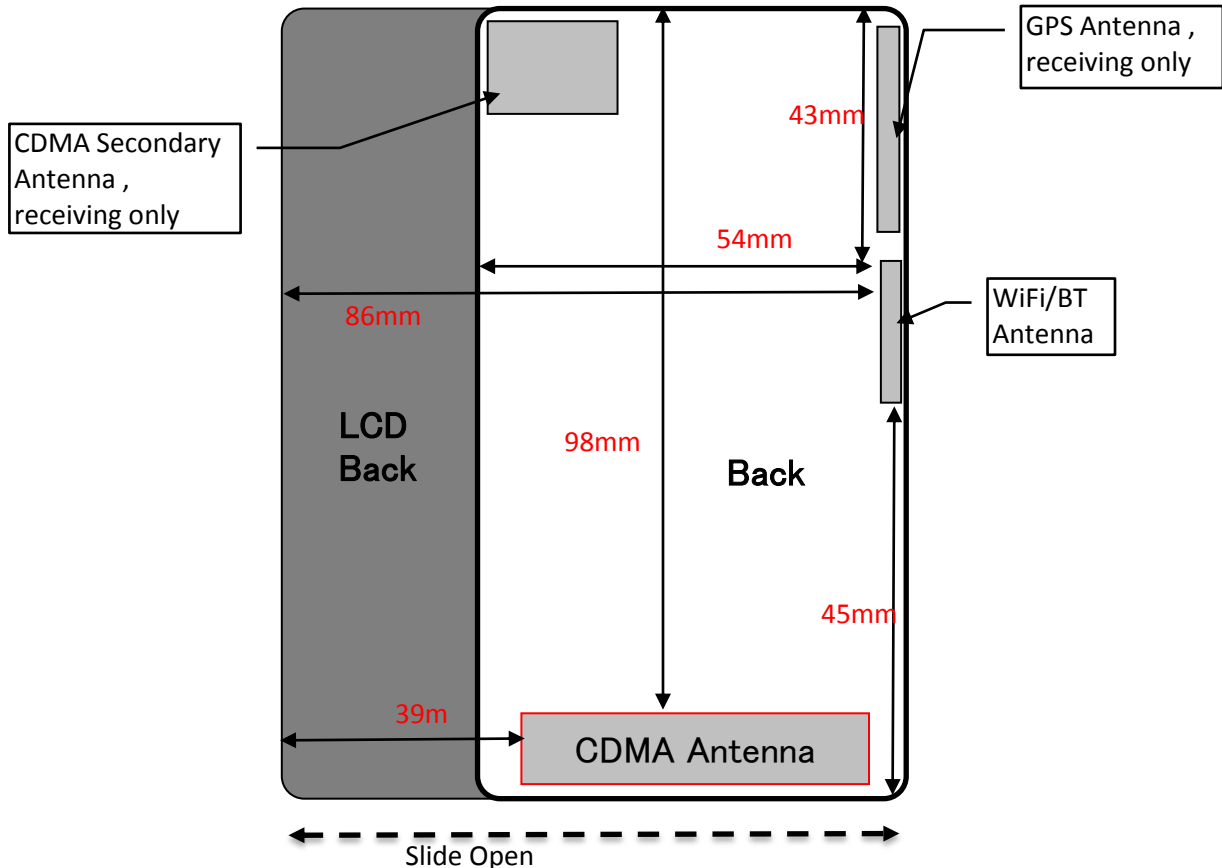 GPS Antenna ,
receiving only
43mm
CDMA Secondary
Antenna ,
receiving only
54mm
86mm
WiFi/BT
Antenna
LCD
Back
98mm
Back
45mm
39m
CDMA Antenna
Slide Open